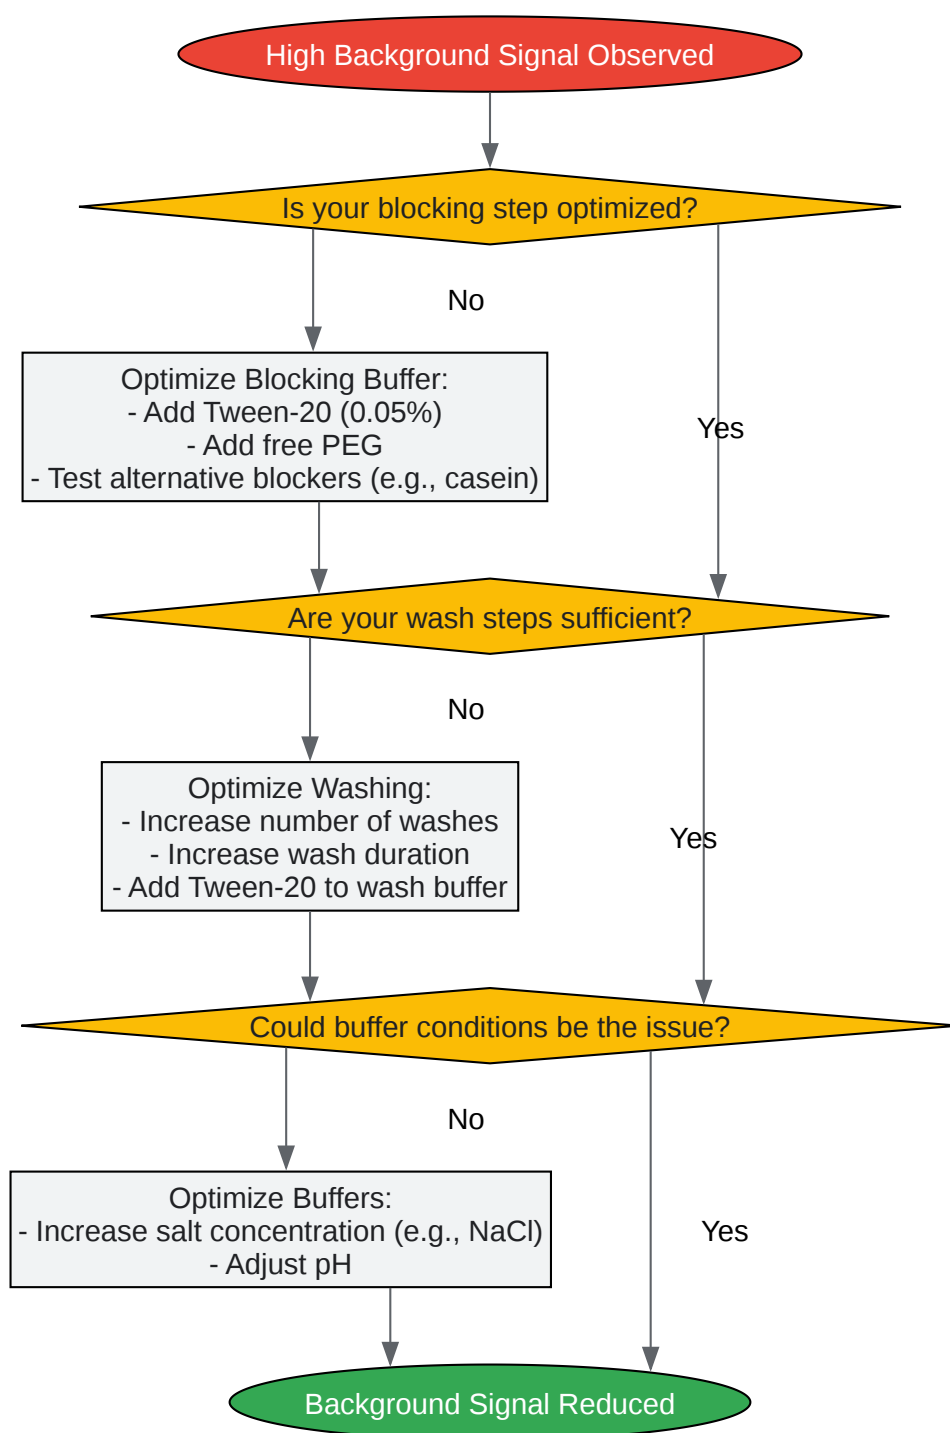 High Background Signal Observed
Is your blocking step optimized?
No
Optimize Blocking Buffer:
- Add Tween-20 (0.05%)
- Add free PEG
- Test alternative blockers (e.g., casein)
Yes
Are your wash steps sufficient?
No
Optimize Washing:
- Increase number of washes
- Increase wash duration
- Add Tween-20 to wash buffer
Yes
Could buffer conditions be the issue?
No
Optimize Buffers:
- Increase salt concentration (e.g., NaCl)
- Adjust pH
Yes
Background Signal Reduced